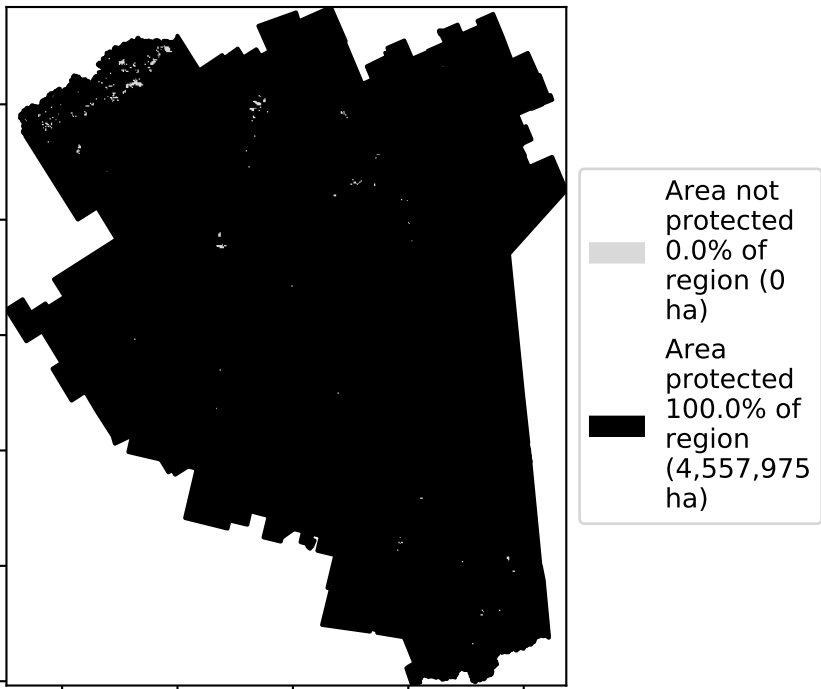 Area not
protected
0.0% of
region (0
ha)
Area
protected
100.0% of
region
(4,557,975
ha)